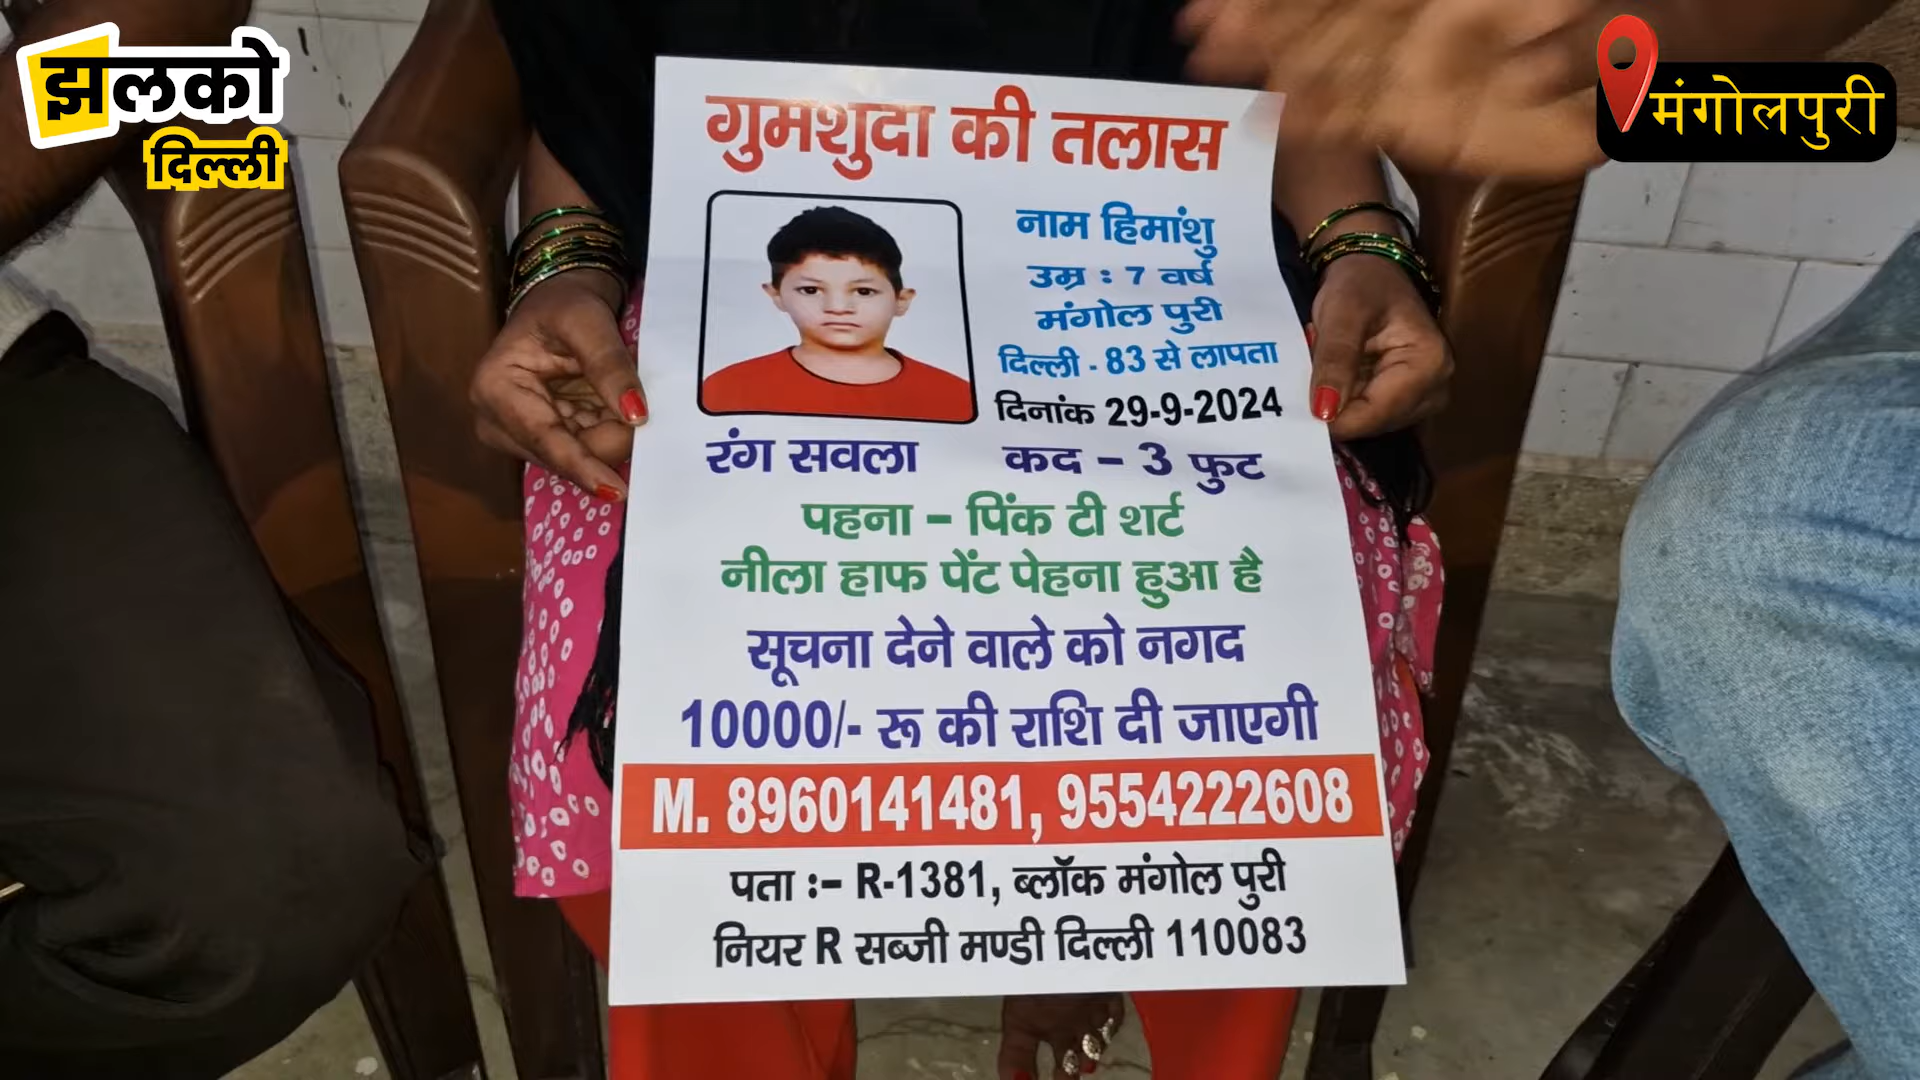 झलको
दिल्ली
मंगोलपुरी
गुमशुदा की तलास
नाम हिमांशु
उम्र : 7 वर्ष
मंगोल पुरी
दिल्ली - 83 से लापता
दिनांक 29-9-2024
रंग सवला कद - 3 फुट
पहना - पिंक टी शर्ट
नीला हाफ पेंट पेहना हुआ है
सूचना देने वाले को नगद
10000/- रू की राशि दी जाएगी
M. 8960141481, 9554222608
पता :- R-1381, ब्लॉक मंगोल पुरी
नियर R सब्जी मण्डी दिल्ली 110083